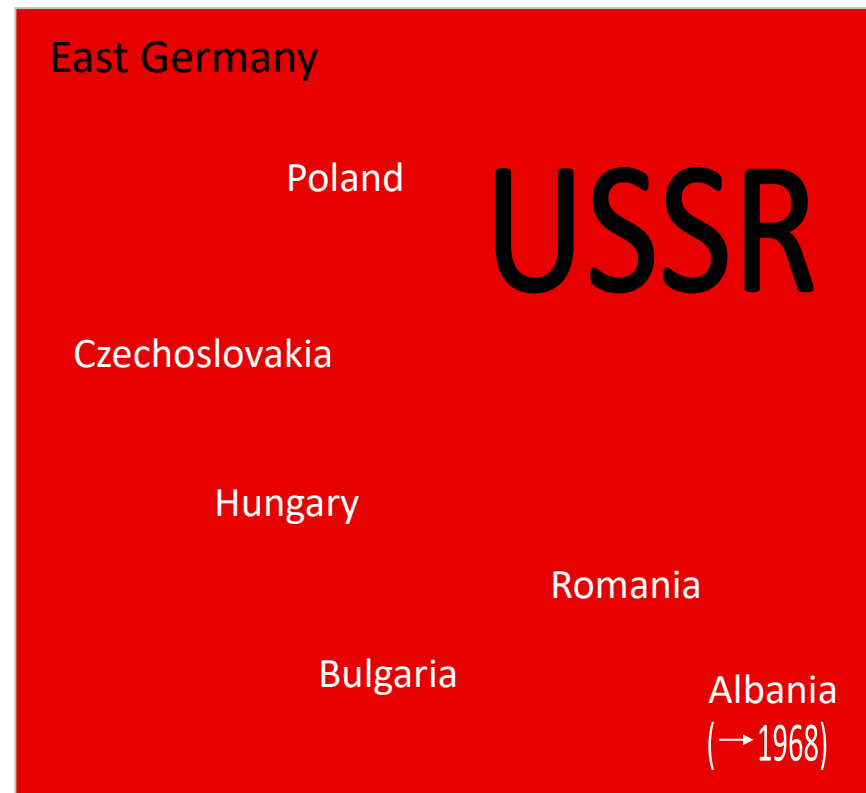 East Germany
Poland
USSR
Czechoslovakia
Hungary
Romania
Bulgaria
Albania
(→1968)